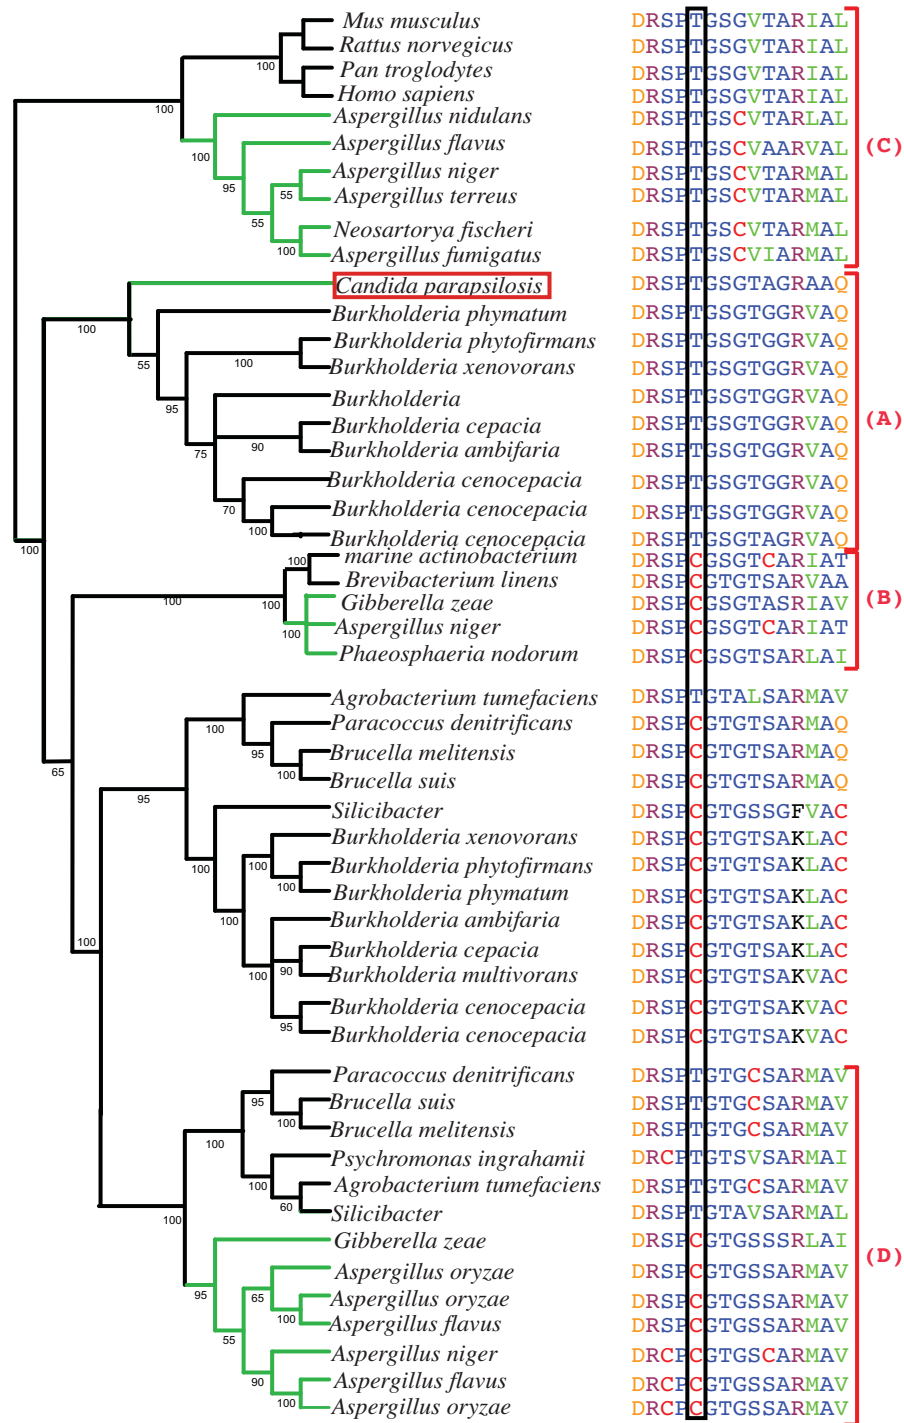 Mus musculus DRSPTGSGVTARIAL
Rattus norvegicus DRSPTGSGVTARIAL
100 Pan troglodytes DRSPTGSGVTARIAL
Homo sapiens DRSPTGSGVTARIAL
100 Aspergillus nidulans DRSPTGSCVTARLAL
100 Aspergillus flavus DRSPTGSCVAARVAL (C)
95 55 Aspergillus niger DRSPTGSCVTARMAL
Aspergillus terreus DRSPTGSCVTARMAL
55 Neosartorya fischeri DRSPTGSCVTARMAL
100 Aspergillus fumigatus DRSPTGSCVIARMAL
Candida parapsilosis DRSPTGSGTAGRAAQ
100 Burkholderia phymatum DRSPTGSGTGGRVAQ
55 100 Burkholderia phytofirmans DRSPTGSGTGGRVAQ
Burkholderia xenovorans DRSPTGSGTGGRVAQ
95 Burkholderia DRSPTGSGTGGRVAQ
Burkholderia cepacia DRSPTGSGTGGRVAQ (A)
75 90 Burkholderia ambifaria DRSPTGSGTGGRVAQ
Burkholderia cenocepacia DRSPTGSGTGGRVAQ
70 Burkholderia cenocepacia DRSPTGSGTGGRVAQ
100 100 Burkholderia cenocepacia DRSPTGSGTAGRVAQ
100 marine actinobacterium DRSPCGSGTCARIAT
Brevibacterium linens DRSPCGTGTSARVAA
100 100 Gibberella zeae DRSPCGSGTASRIAV (B)
100 Aspergillus niger DRSPCGSGTCARIAT
Phaeosphaeria nodorum DRSPCGSGTSARLAI
Agrobacterium tumefaciens DRSPTGTALSARMAV
100 Paracoccus denitrificans DRSPCGTGTSARMAQ
95 Brucella melitensis DRSPCGTGTSARMAQ
65 100 Brucella suis DRSPCGTGTSARMAQ
95 Silicibacter DRSPCGTGSSGFVAC
Burkholderia xenovorans DRSPCGTGTSAKLAC
100 100 Burkholderia phytofirmans DRSPCGTGTSAKLAC
100 Burkholderia phymatum DRSPCGTGTSAKLAC
100 Burkholderia ambifaria DRSPCGTGTSAKLAC
100 Burkholderia cepacia DRSPCGTGTSAKLAC
100 90 Burkholderia multivorans DRSPCGTGTSAKVAC
Burkholderia cenocepacia DRSPCGTGTSAKVAC
95 Burkholderia cenocepacia DRSPCGTGTSAKVAC
Paracoccus denitrificans DRSPTGTGCSARMAV
95 Brucella suis DRSPTGTGCSARMAV
100 100 Brucella melitensis DRSPTGTGCSARMAV
Psychromonas ingrahamii DRCPTGTSVSARMAI
100 Agrobacterium tumefaciens DRSPTGTGCSARMAV
100 60 Silicibacter DRSPTGTAVSARMAL
Gibberella zeae DRSPCGTGSSSRLAI (D)
95 65 Aspergillus oryzae DRSPCGTGSSARMAV
Aspergillus oryzae DRSPCGTGSSARMAV
55 100 Aspergillus flavus DRSPCGTGSSARMAV
Aspergillus niger DRCPCGTGSCARMAV
90 Aspergillus flavus DRCPCGTGSSARMAV
100 Aspergillus oryzae DRCPCGTGSSARMAV